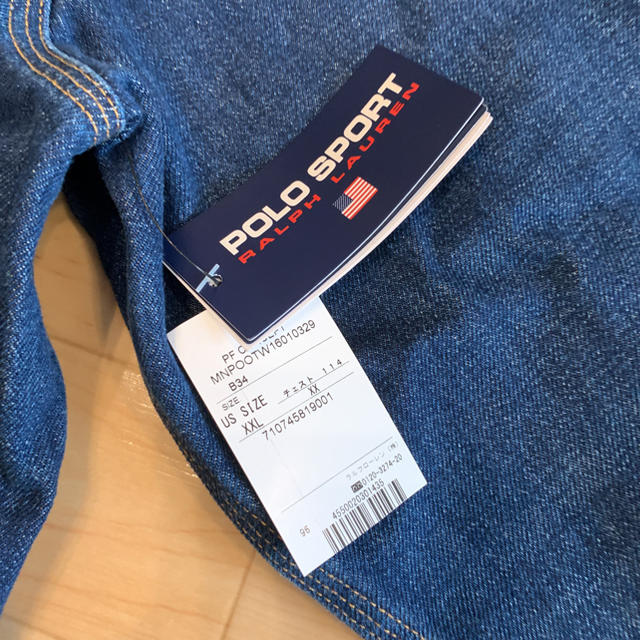 POLO SPORT
RALPH LAUREN
MNPOOTW16010329
SIZE B34
US SIZE チェスト 114
XXL XX
710745819001
ラルフローレン(株)
0120-3274-20
4550020301435
96